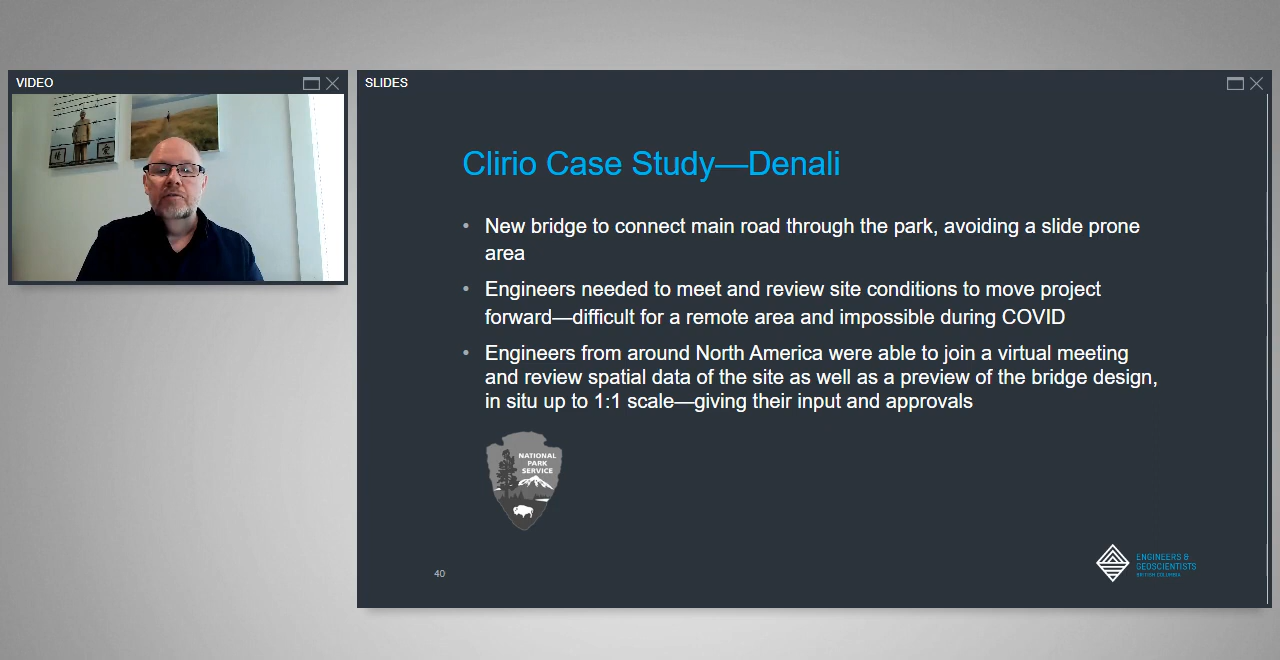 VIDEO
SLIDES
Clirio Case Study—Denali
• New bridge to connect main road through the park, avoiding a slide prone
area
• Engineers needed to meet and review site conditions to move project
forward—difficult for a remote area and impossible during COVID
• Engineers from around North America were able to join a virtual meeting
and review spatial data of the site as well as a preview of the bridge design,
in situ up to 1:1 scale—giving their input and approvals
NATIONAL
PARK
SERVICE
40
ENGINEERS &
GEOSCIENTISTS
BRITISH COLUMBIA